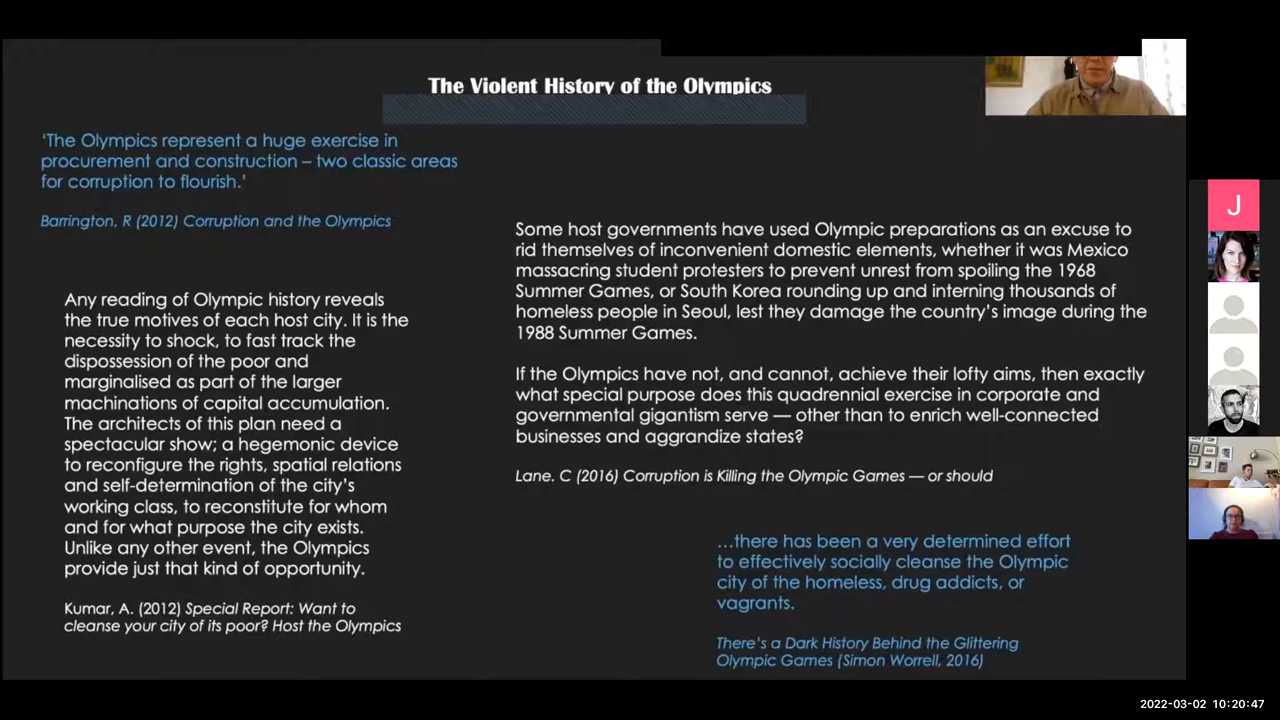 The Violent History of the Olympics
'The Olympics represent a huge exercise in
procurement and construction – two classic areas
for corruption to flourish.'
Barrington, R (2012) Corruption and the Olympics
Any reading of Olympic history reveals
the true motives of each host city. It is the
necessity to shock, to fast track the
dispossession of the poor and
marginalised as part of the larger
machinations of capital accumulation.
The architects of this plan need a
spectacular show; a hegemonic device
to reconfigure the rights, spatial relations
and self-determination of the city's
working class, to reconstitute for whom
and for what purpose the city exists.
Unlike any other event, the Olympics
provide just that kind of opportunity.
Kumar, A. (2012) Special Report: Want to
cleanse your city of its poor? Host the Olympics
Some host governments have used Olympic preparations as an excuse to
rid themselves of inconvenient domestic elements, whether it was Mexico
massacring student protesters to prevent unrest from spoiling the 1968
Summer Games, or South Korea rounding up and interning thousands of
homeless people in Seoul, lest they damage the country's image during the
1988 Summer Games.
If the Olympics have not, and cannot, achieve their lofty aims, then exactly
what special purpose does this quadrennial exercise in corporate and
governmental gigantism serve — other than to enrich well-connected
businesses and aggrandize states?
Lane. C (2016) Corruption is Killing the Olympic Games — or should
…there has been a very determined effort
to effectively socially cleanse the Olympic
city of the homeless, drug addicts, or
vagrants.
There's a Dark History Behind the Glittering
Olympic Games (Simon Worrell, 2016)
J
2022-03-02 10:20:47